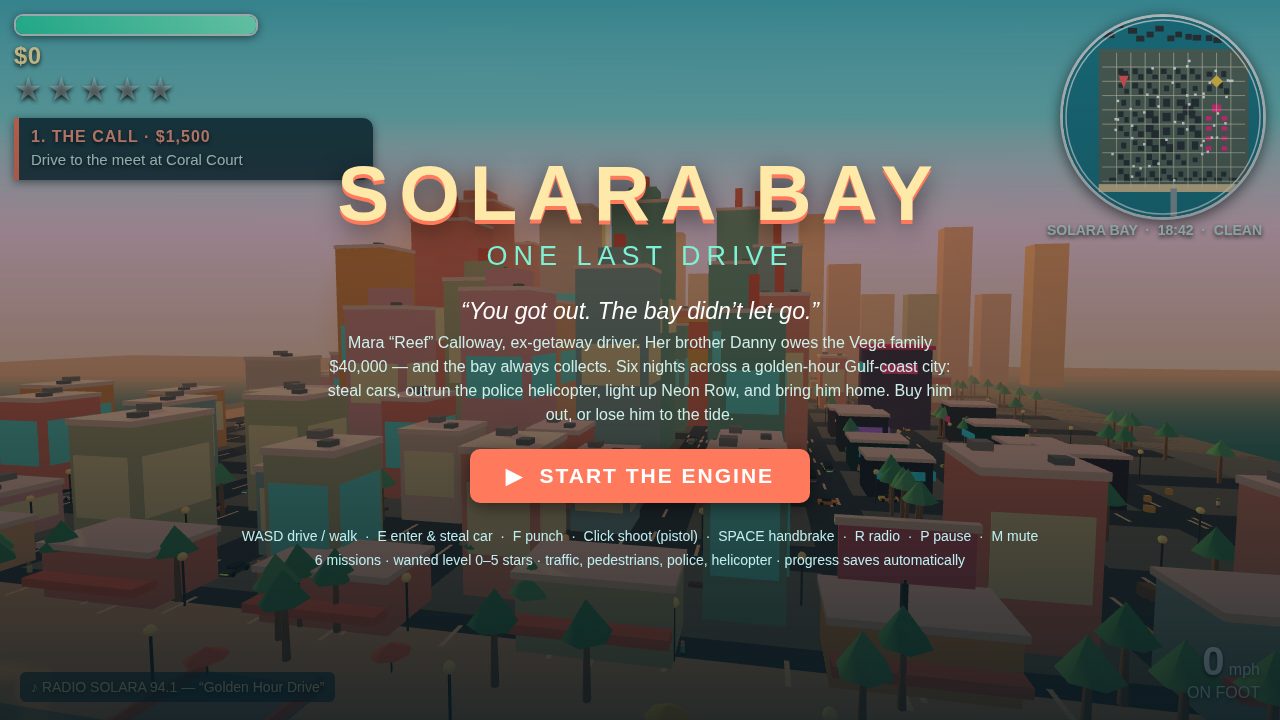 $0
★★★★★
1. THE CALL · $1,500
Drive to the meet at Coral Court
SOLARA BAY · 18:42 · CLEAN
SOLARA BAY
ONE LAST DRIVE
“You got out. The bay didn’t let go.”
Mara “Reef” Calloway, ex-getaway driver. Her brother Danny owes the Vega family
$40,000 — and the bay always collects. Six nights across a golden-hour Gulf-coast city:
steal cars, outrun the police helicopter, light up Neon Row, and bring him home. Buy him
out, or lose him to the tide.
▶ START THE ENGINE
WASD drive / walk · E enter & steal car · F punch · Click shoot (pistol) · SPACE handbrake · R radio · P pause · M mute
6 missions · wanted level 0–5 stars · traffic, pedestrians, police, helicopter · progress saves automatically
♪ RADIO SOLARA 94.1 — “Golden Hour Drive”
0 mph
ON FOOT